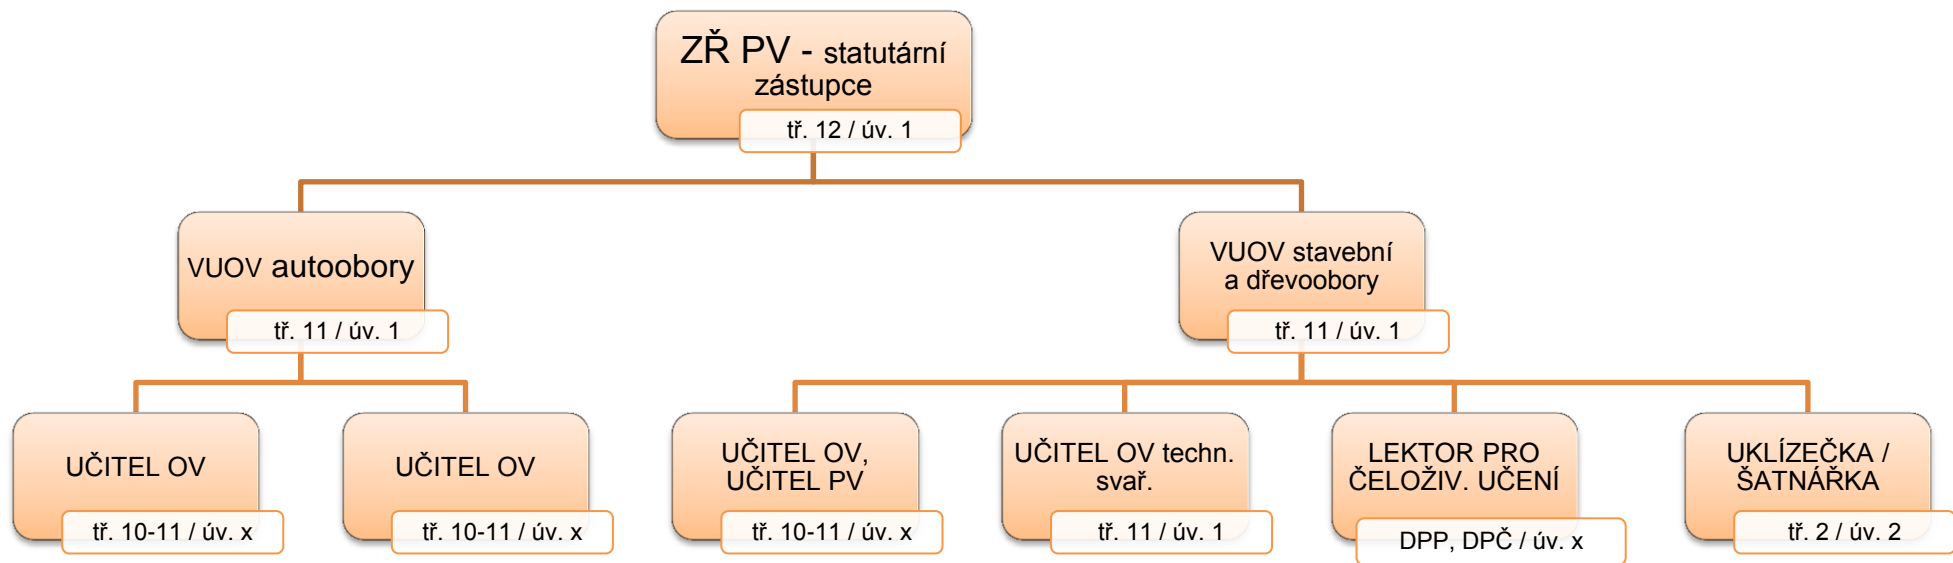 ZŘ PV - statutární
zástupce
tř. 12 / úv. 1
VUOV autoobory
tř. 11 / úv. 1
VUOV stavební
a dřevoobory
tř. 11 / úv. 1
UČITEL OV
tř. 10-11 / úv. x
UČITEL OV
tř. 10-11 / úv. x
UČITEL OV,
UČITEL PV
tř. 10-11 / úv. x
UČITEL OV techn.
svař.
tř. 11 / úv. 1
LEKTOR PRO
ČELOŽIV. UČENÍ
DPP, DPČ / úv. x
UKLÍZEČKA /
ŠATNÁŘKA
tř. 2 / úv. 2